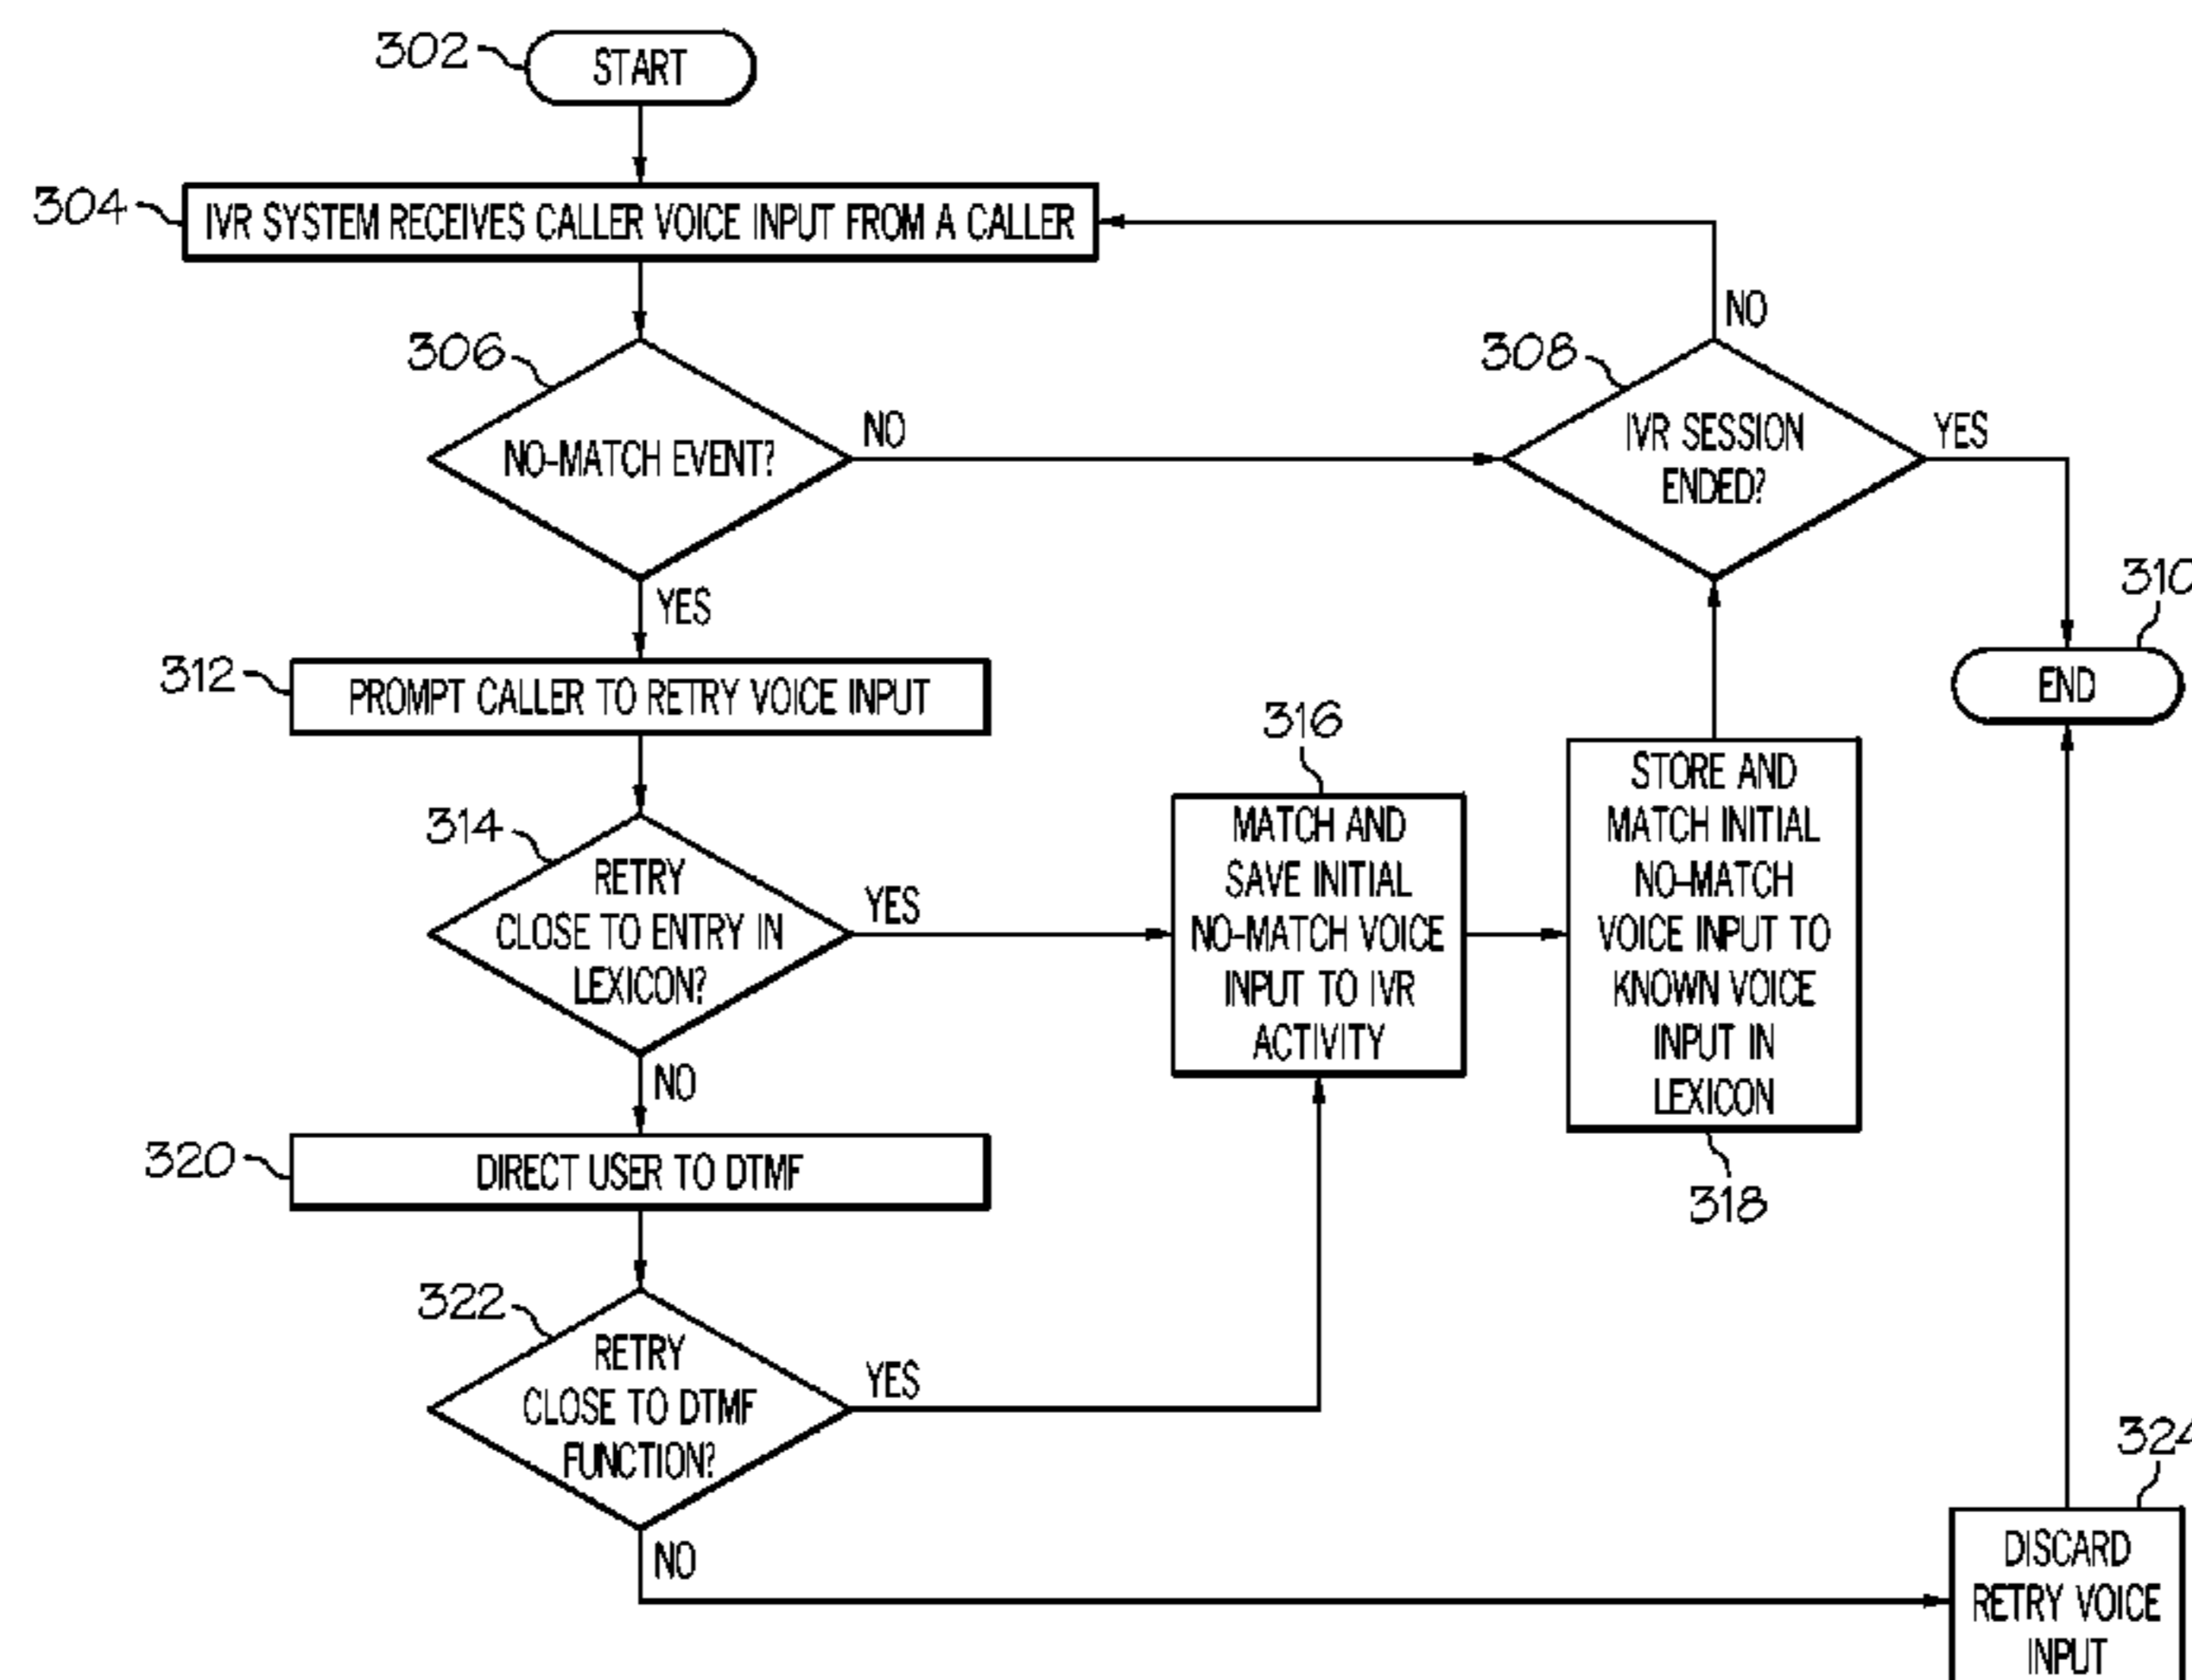 302
START
304
IVR SYSTEM RECEIVES CALLER VOICE INPUT FROM A CALLER
306
NO-MATCH EVENT?
NO
YES
308
IVR SESSION
ENDED?
NO
YES
310
END
312
PROMPT CALLER TO RETRY VOICE INPUT
314
RETRY
CLOSE TO ENTRY IN
LEXICON?
YES
NO
316
MATCH AND
SAVE INITIAL
NO-MATCH VOICE
INPUT TO IVR
ACTIVITY
STORE AND
MATCH INITIAL
NO-MATCH
VOICE INPUT TO
KNOWN VOICE
INPUT IN
LEXICON
318
320
DIRECT USER TO DTMF
322
RETRY
CLOSE TO DTMF
FUNCTION?
YES
NO
324
DISCARD
RETRY VOICE
INPUT